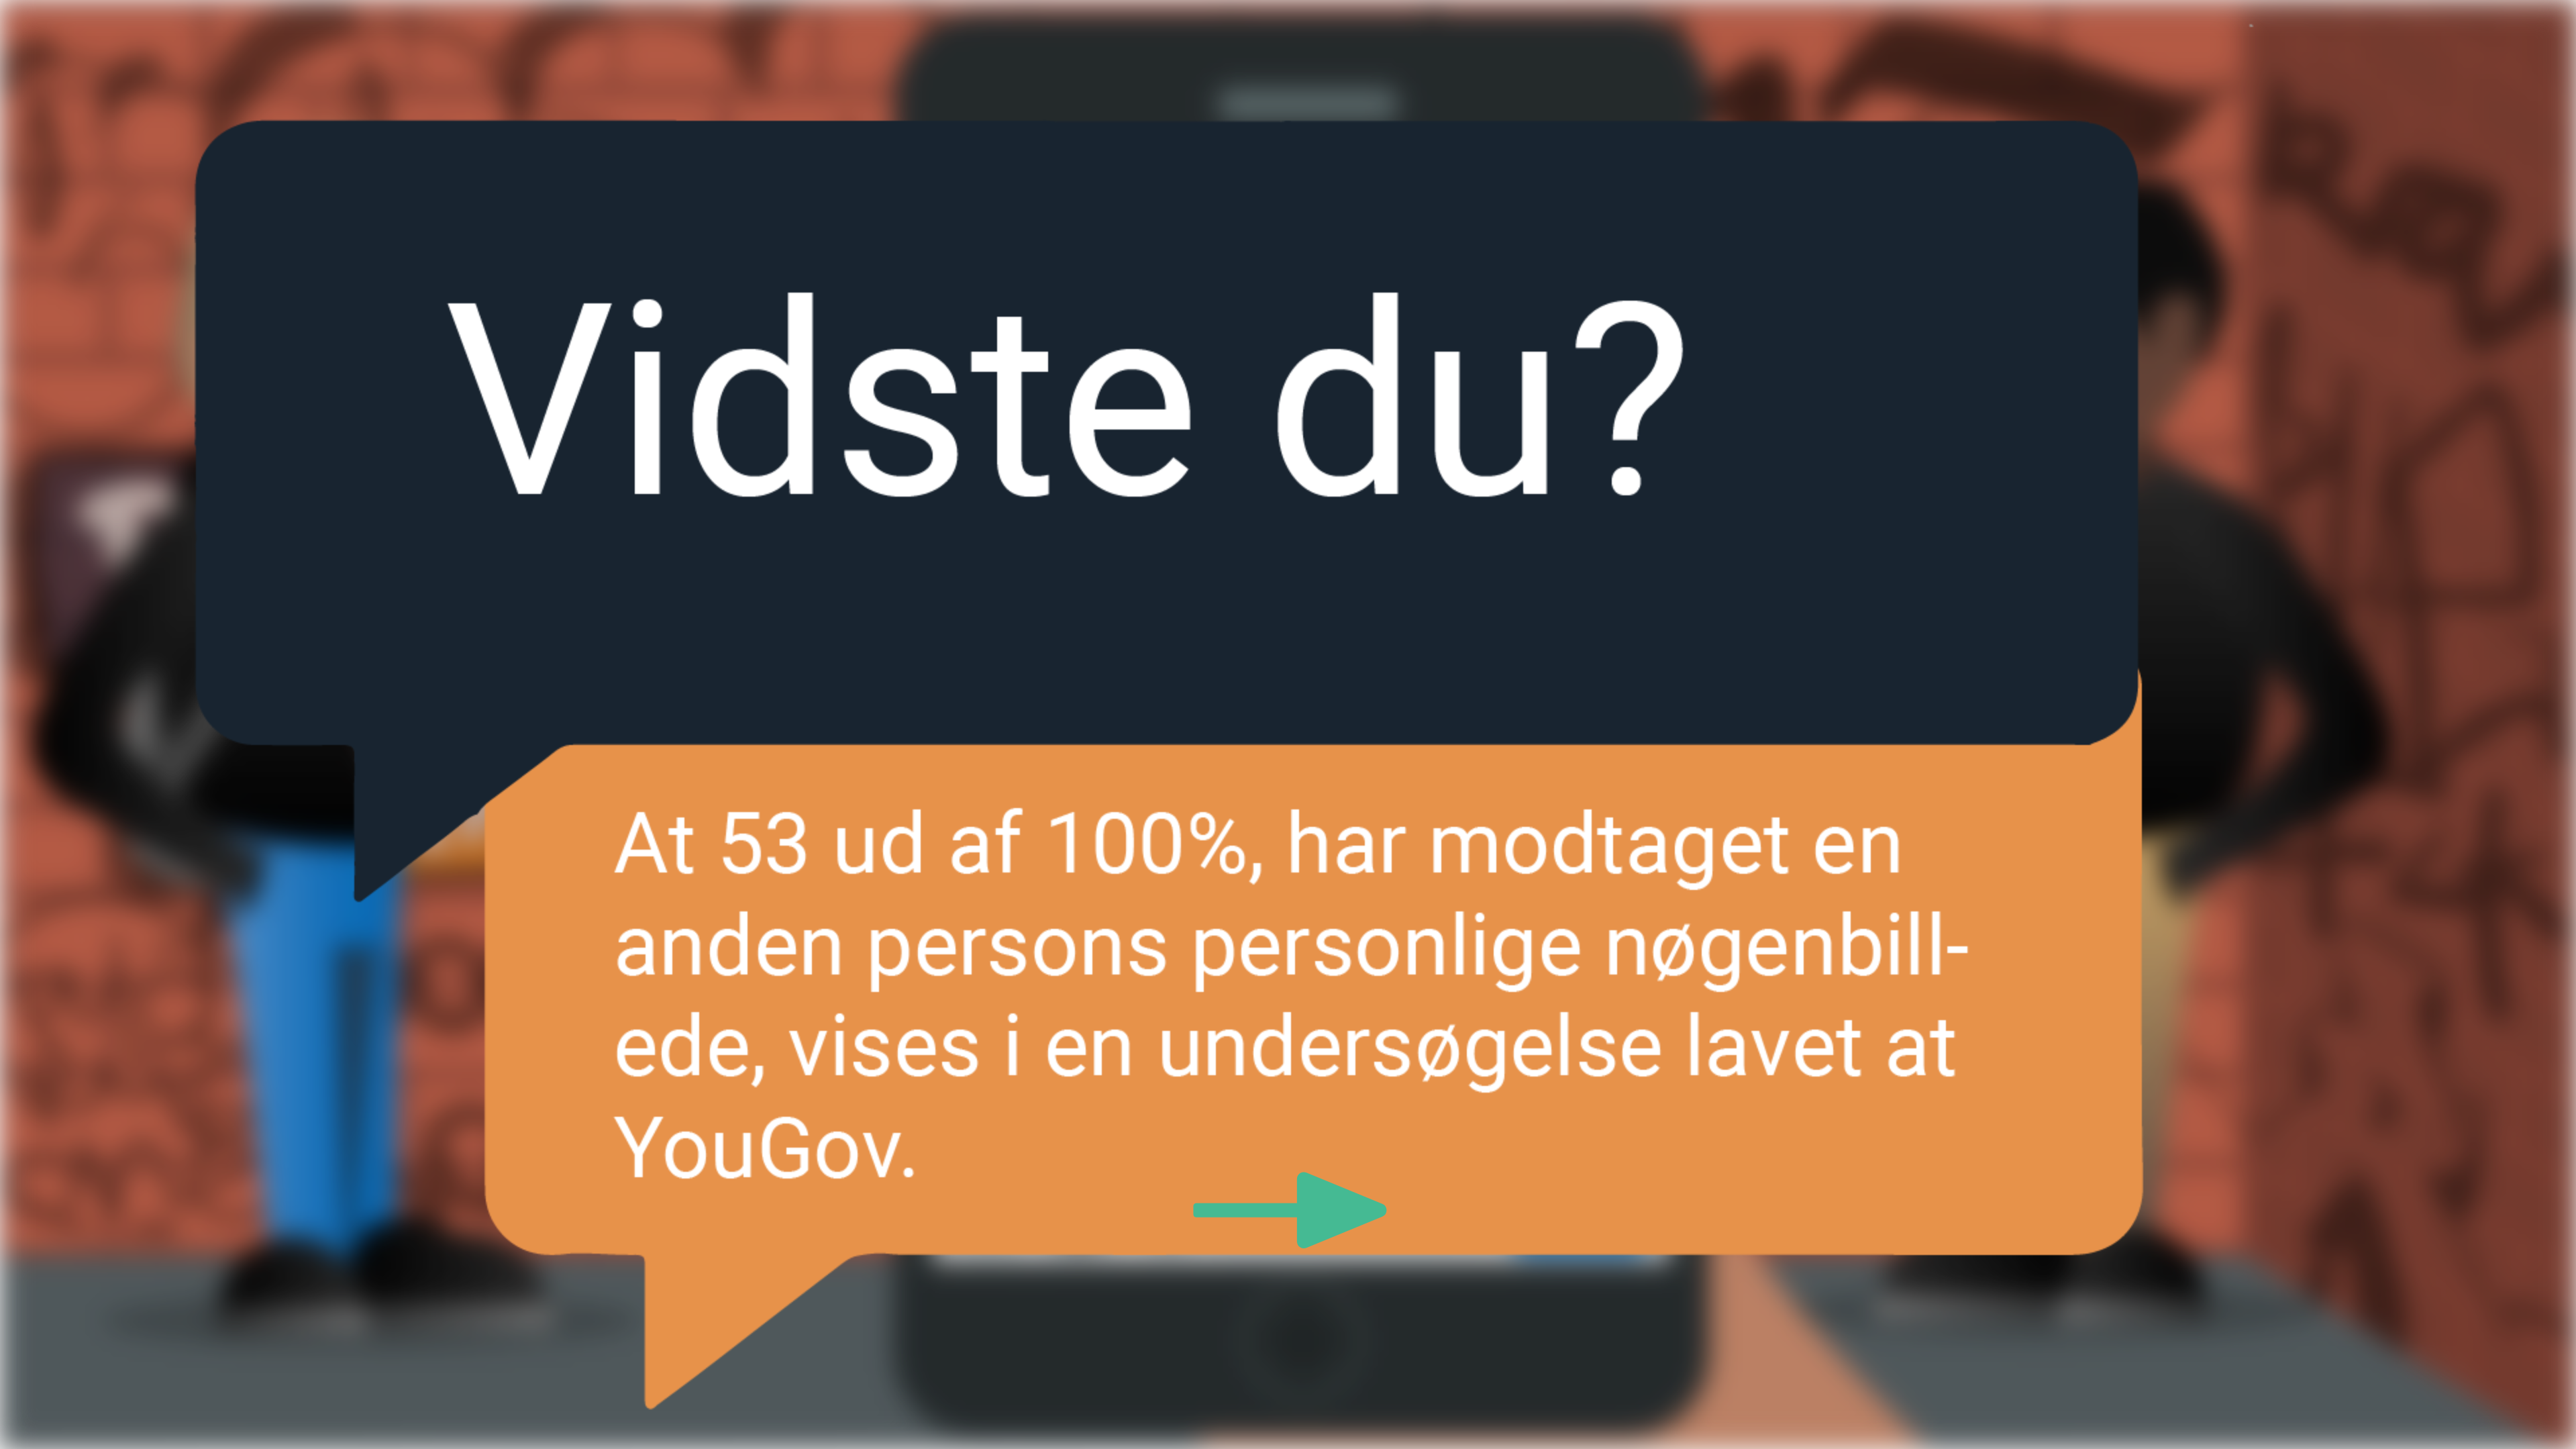 Vidste du?
At 53 ud af 100%, har modtaget en
anden persons personlige nøgenbill-
ede, vises i en undersøgelse lavet at
YouGov.